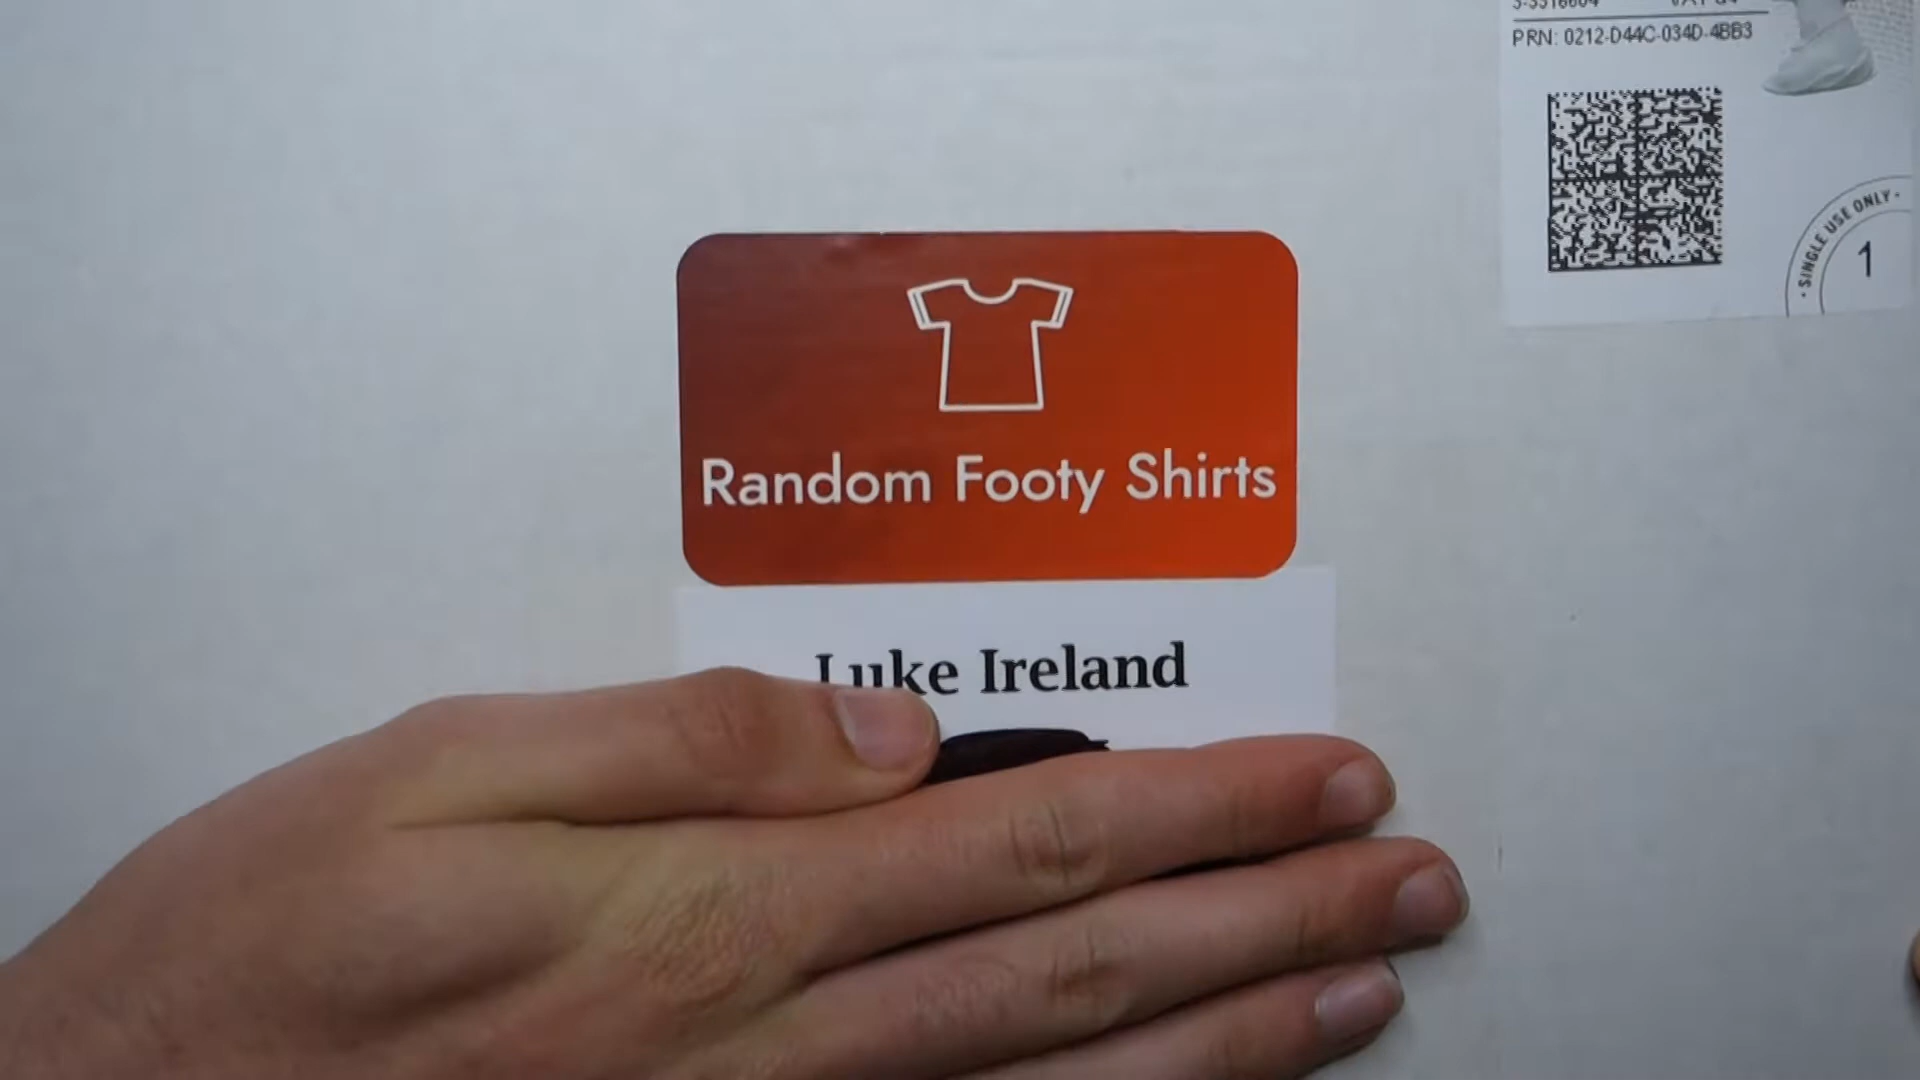 PRN: 0212-D44C-034D-4BB3
• SINGLE USE ONLY •
1
Random Footy Shirts
Luke Ireland